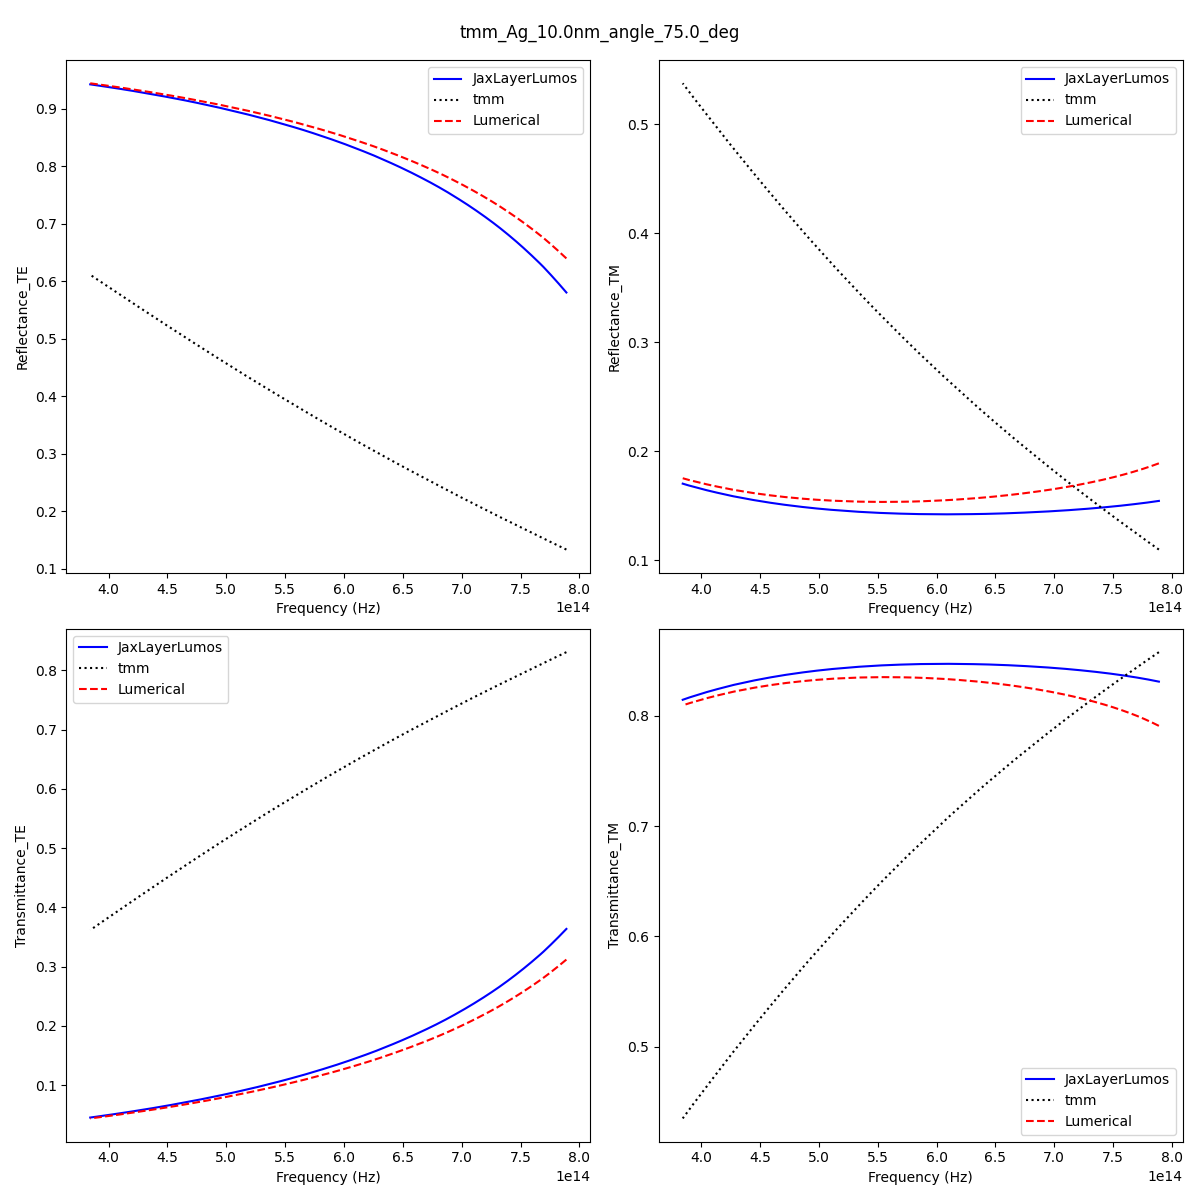 tmm_Ag_10.0nm_angle_75.0_deg
JaxLayerLumos
tmm
Lumerical
Reflectance_TE
0.9
0.8
0.7
0.6
0.5
0.4
0.3
0.2
0.1
4.0 4.5 5.0 5.5 6.0 6.5 7.0 7.5 8.0
1e14
Frequency (Hz)
JaxLayerLumos
tmm
Lumerical
Reflectance_TM
0.5
0.4
0.3
0.2
0.1
4.0 4.5 5.0 5.5 6.0 6.5 7.0 7.5 8.0
1e14
Frequency (Hz)
JaxLayerLumos
tmm
Lumerical
Transmittance_TE
0.8
0.7
0.6
0.5
0.4
0.3
0.2
0.1
4.0 4.5 5.0 5.5 6.0 6.5 7.0 7.5 8.0
1e14
Frequency (Hz)
Transmittance_TM
0.8
0.7
0.6
0.5
JaxLayerLumos
tmm
Lumerical
4.0 4.5 5.0 5.5 6.0 6.5 7.0 7.5 8.0
1e14
Frequency (Hz)